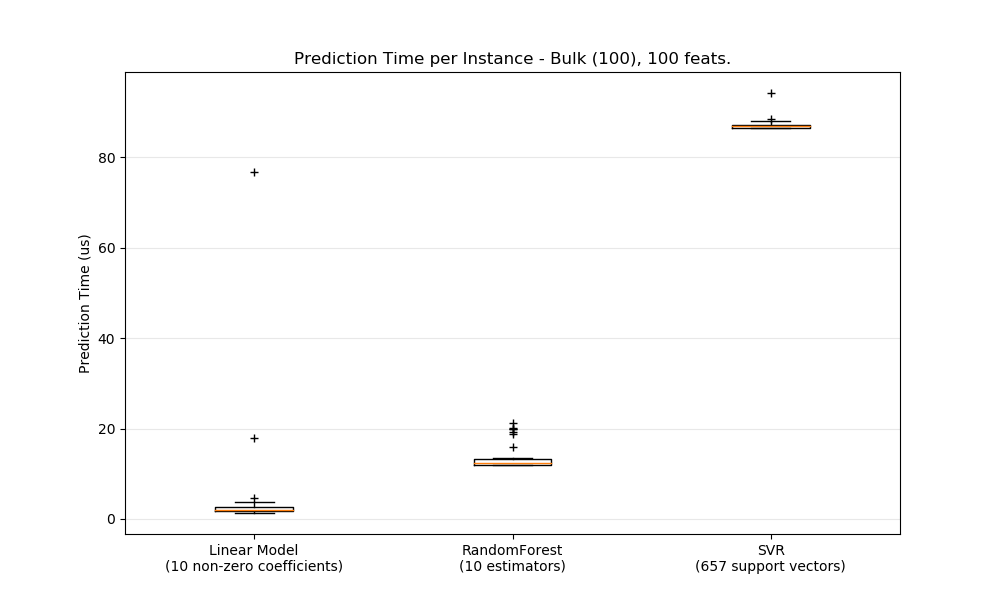 Prediction Time per Instance - Bulk (100), 100 feats.
Prediction Time (us)
80
60
40
20
0
Linear Model
(10 non-zero coefficients)
RandomForest
(10 estimators)
SVR
(657 support vectors)